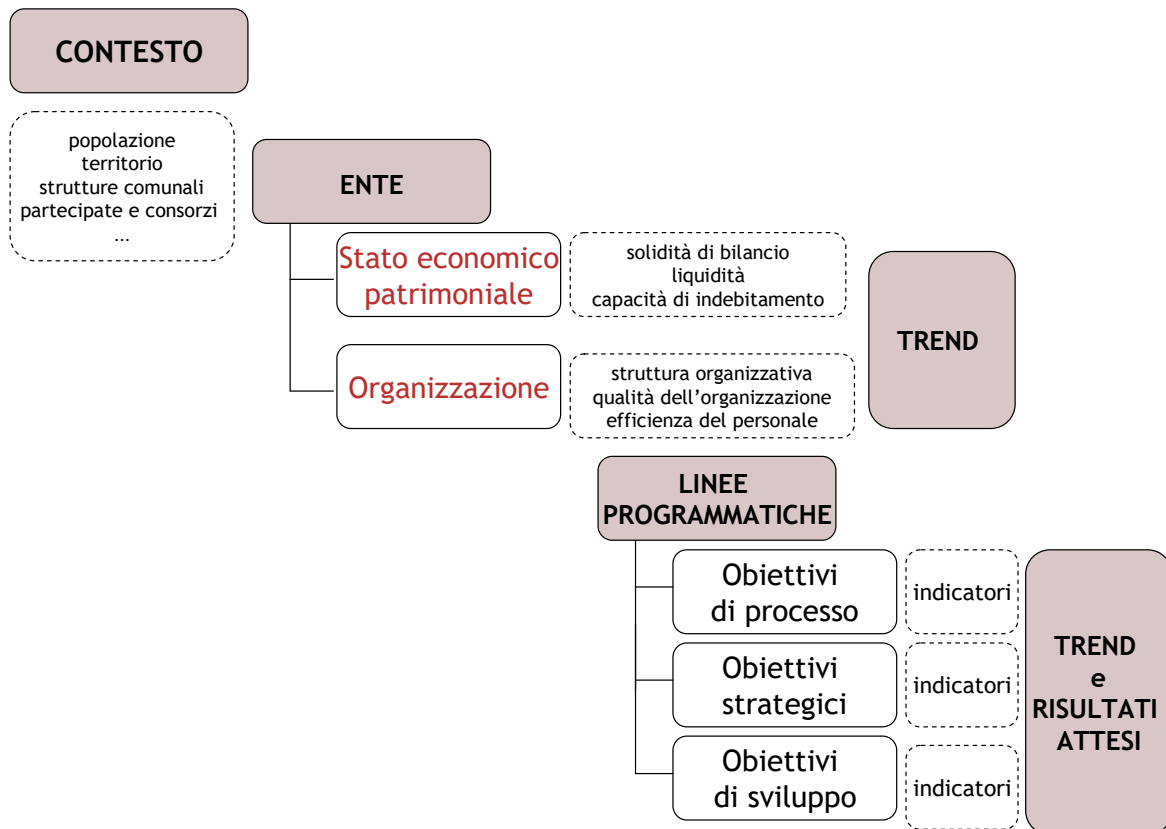 CONTESTO
popolazione
territorio
strutture comunali
partecipate e consorzi
...
ENTE
Stato economico
patrimoniale
solidità di bilancio
liquidità
capacità di indebitamento
Organizzazione
struttura organizzativa
qualità dell’organizzazione
efficienza del personale
TREND
LINEE
PROGRAMMATICHE
Obiettivi
di processo
indicatori
Obiettivi
strategici
indicatori
Obiettivi
di sviluppo
indicatori
TREND
e
RISULTATI
ATTESI